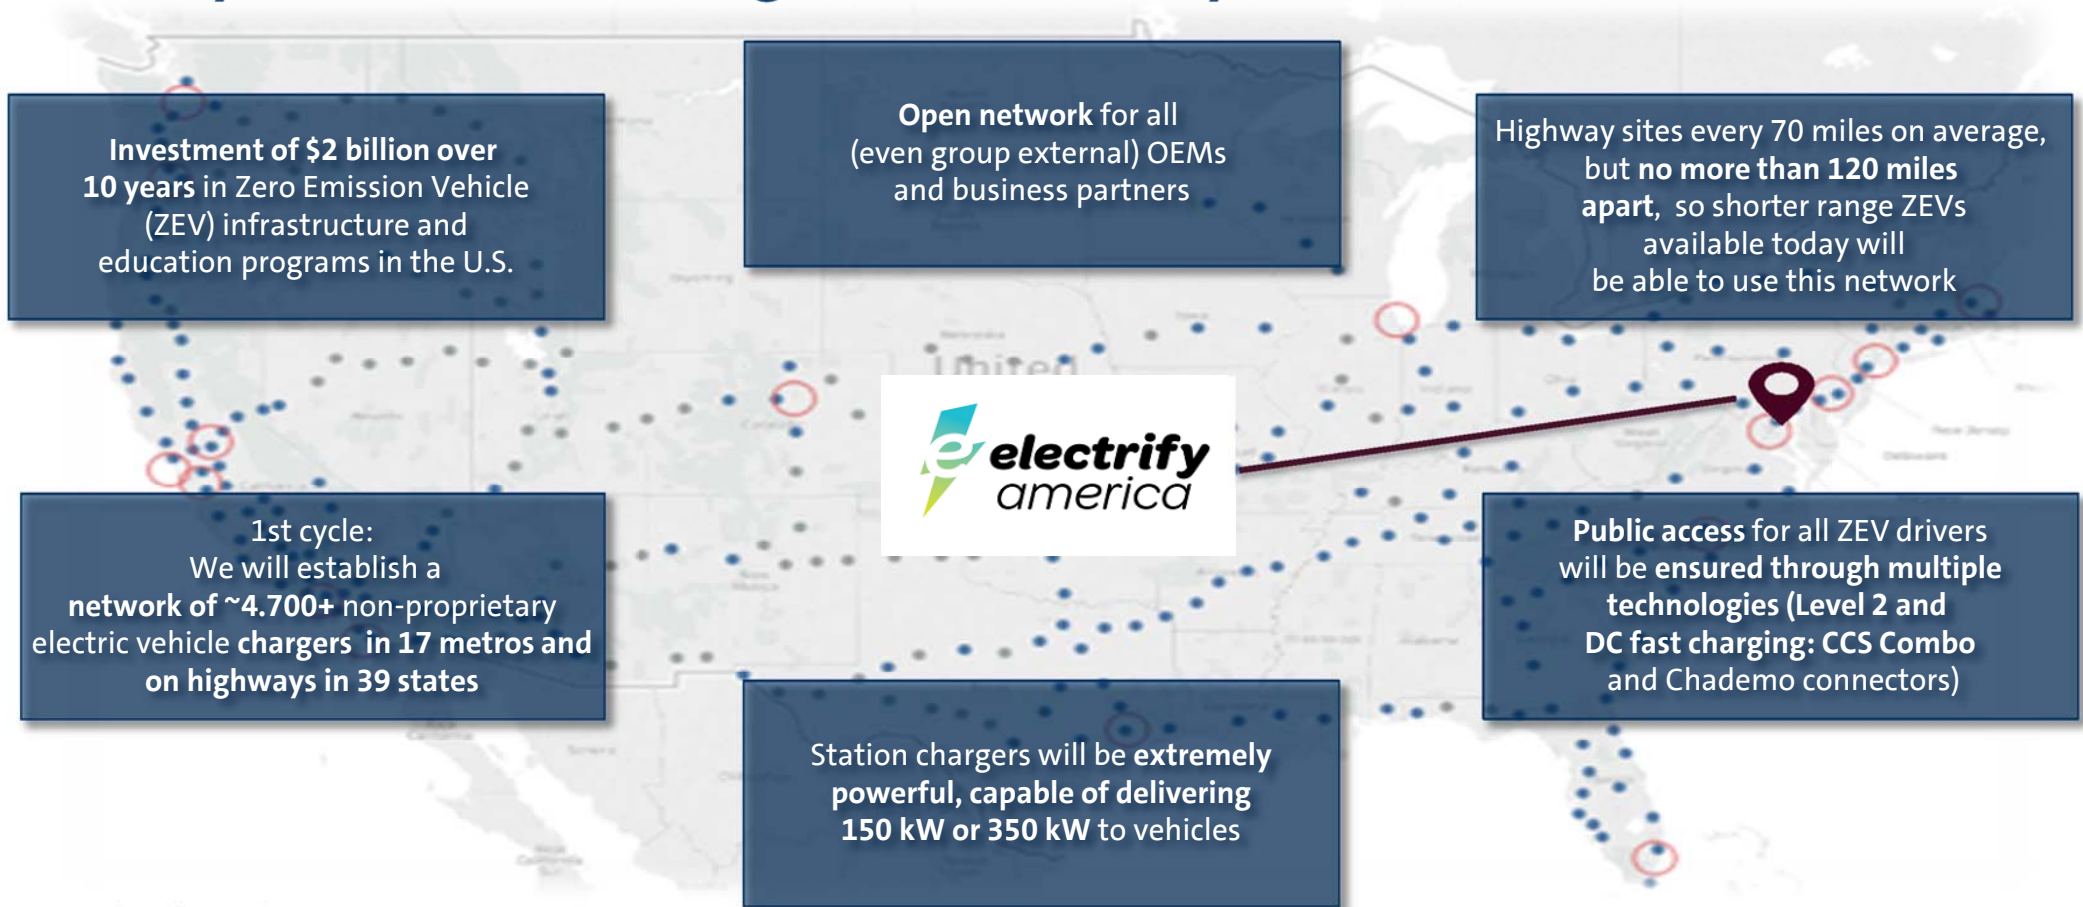 Investment of $2 billion over
10 years in Zero Emission Vehicle
(ZEV) infrastructure and
education programs in the U.S.
Open network for all
(even group external) OEMs
and business partners
Highway sites every 70 miles on average,
but no more than 120 miles
apart, so shorter range ZEVs
available today will
be able to use this network
United
electrify
america
1st cycle:
We will establish a
network of ~4.700+ non-proprietary
electric vehicle chargers in 17 metros and
on highways in 39 states
Station chargers will be extremely
powerful, capable of delivering
150 kW or 350 kW to vehicles
Public access for all ZEV drivers
will be ensured through multiple
technologies (Level 2 and
DC fast charging: CCS Combo
and Chademo connectors)